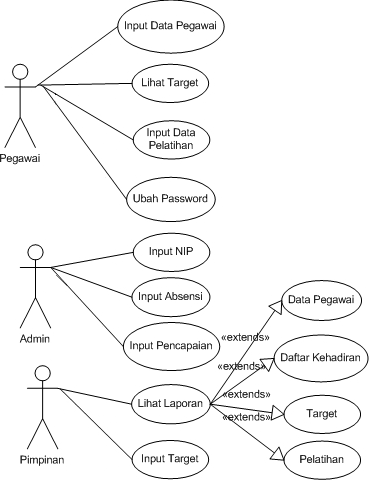 Input Data Pegawai
Lihat Target
Pegawai
Input Data
Pelatihan
Ubah Password
Input NIP
Admin
Input Absensi
Input Pencapaian
Data Pegawai
«extends»
Daftar Kehadiran
«extends»
Pimpinan
Lihat Laporan
«extends»
Target
«extends»
Input Target
Pelatihan